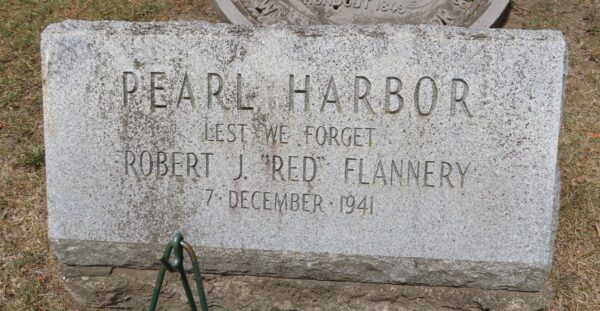 PEARL HARBOR
LEST WE FORGET
ROBERT J. "RED" FLANNERY
7 · DECEMBER · 1941